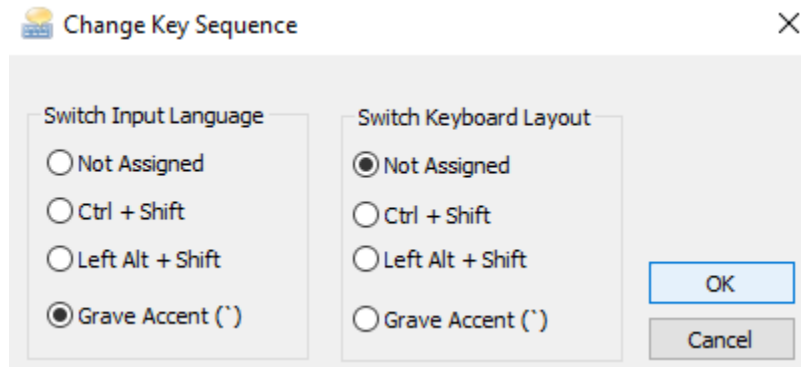 Change Key Sequence
Switch Input Language
Not Assigned
Ctrl + Shift
Left Alt + Shift
Grave Accent (`)
Switch Keyboard Layout
Not Assigned
Ctrl + Shift
Left Alt + Shift
Grave Accent (`)
OK
Cancel